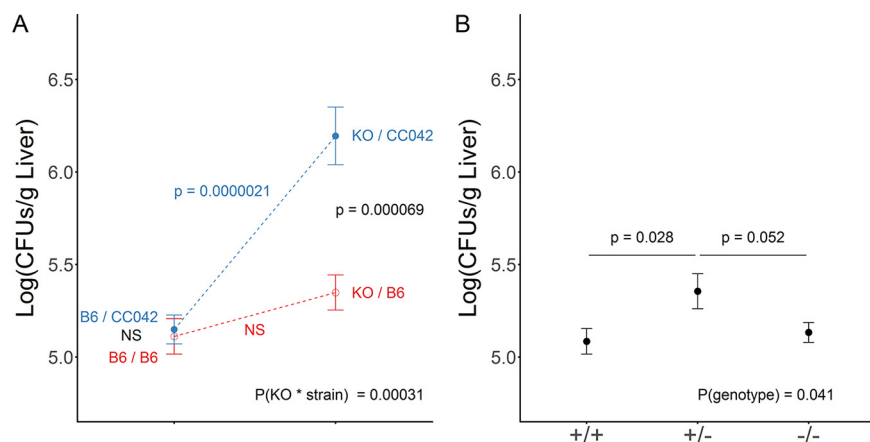 A
Log(CFUs/g Liver)
6.5
6.0
5.5
5.0
KO / CC042
p = 0.0000021
p = 0.000069
KO / B6
B6 / CC042
NS
NS
B6 / B6
P(KO * strain) = 0.00031
B
Log(CFUs/g Liver)
6.5
6.0
5.5
5.0
p = 0.028
p = 0.052
P(genotype) = 0.041
+/+
+/-
-/-